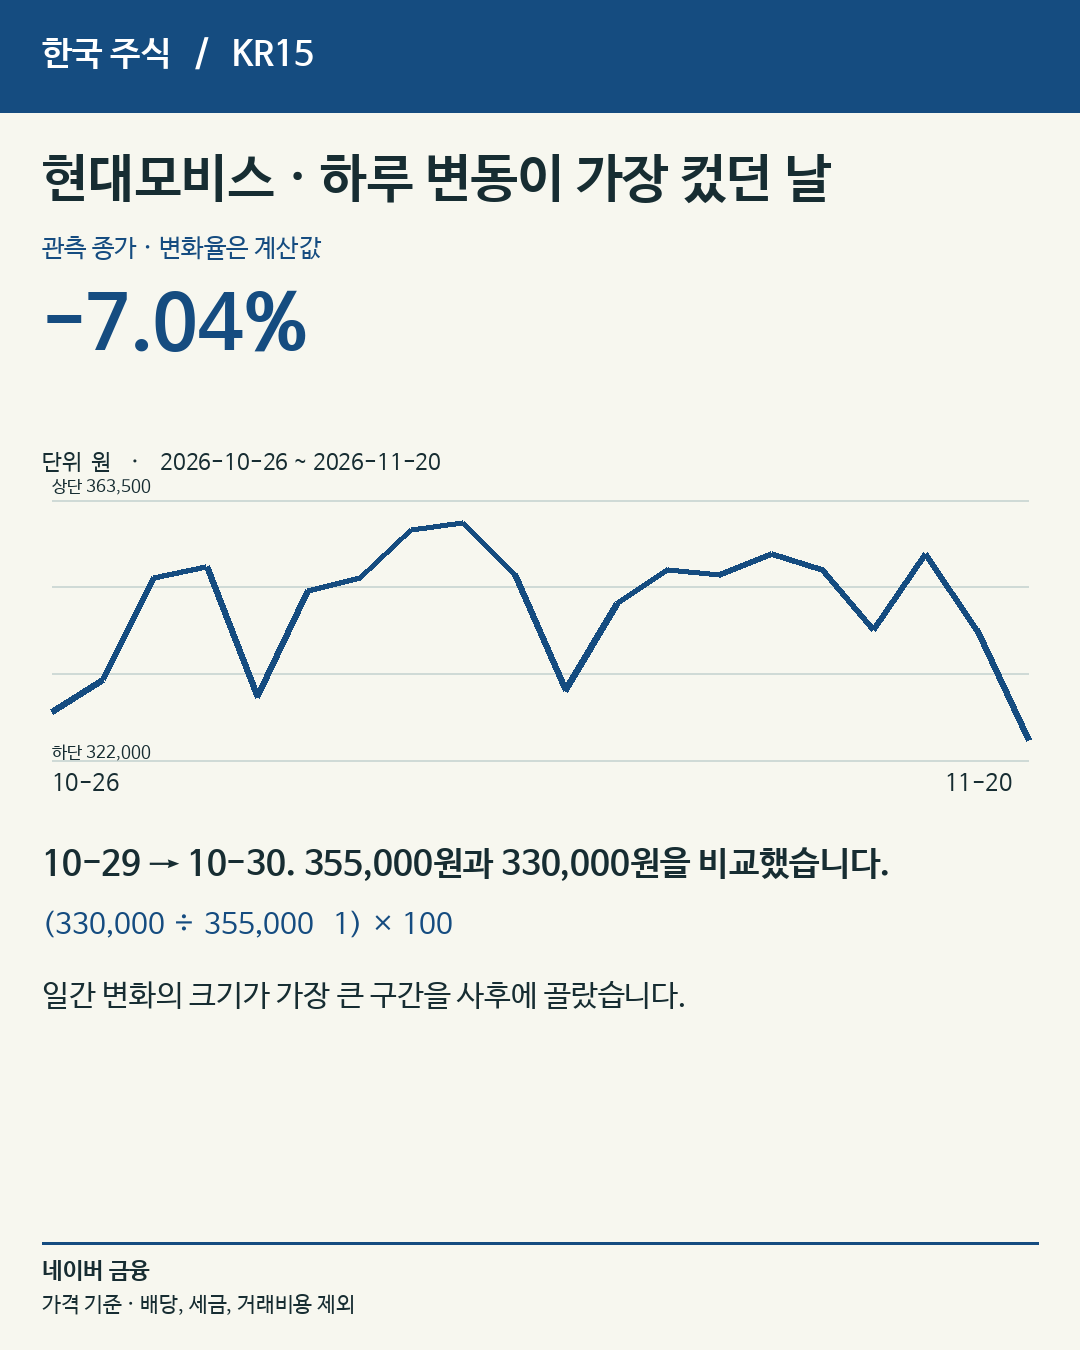 한국 주식 / KR15
현대모비스 · 하루 변동이 가장 컸던 날
관측 종가 · 변화율은 계산값
-7.04%
단위 원 · 2026-10-26 ~ 2026-11-20
상단 363,500
하단 322,000
10-26 11-20
10-29 → 10-30. 355,000원과 330,000원을 비교했습니다.
(330,000 ÷ 355,000 1) × 100
일간 변화의 크기가 가장 큰 구간을 사후에 골랐습니다.
네이버 금융
가격 기준 · 배당, 세금, 거래비용 제외